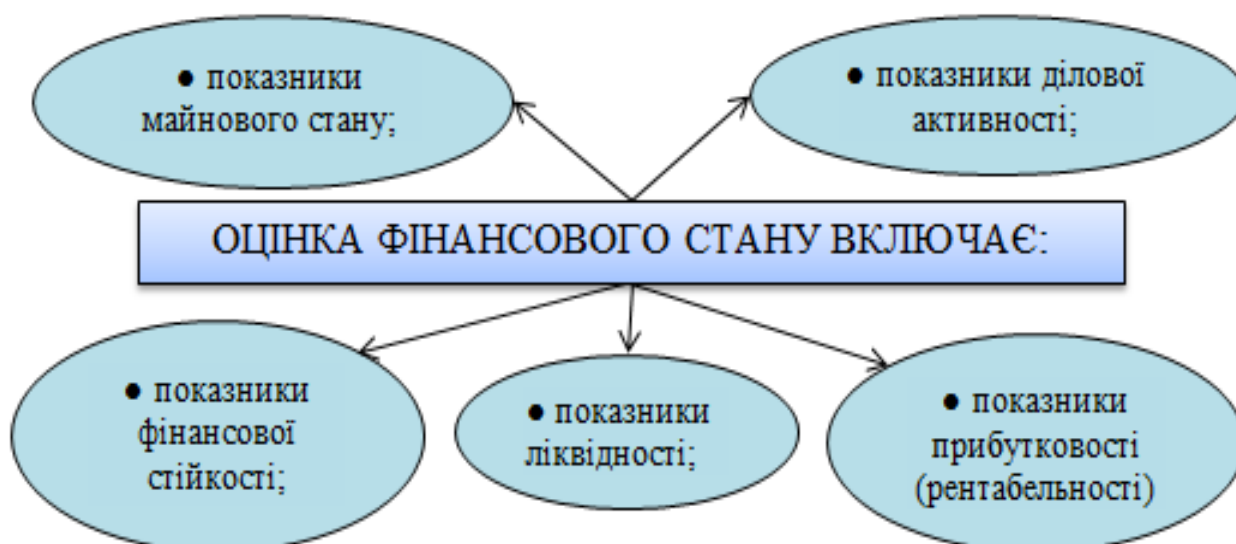 ● показники
майнового стану;
● показники ділової
активності;
ОЦІНКА ФІНАНСОВОГО СТАНУ ВКЛЮЧАЄ:
● показники
фінансової
стійкості;
● показники
ліквідності;
● показники
прибутковості
(рентабельності)